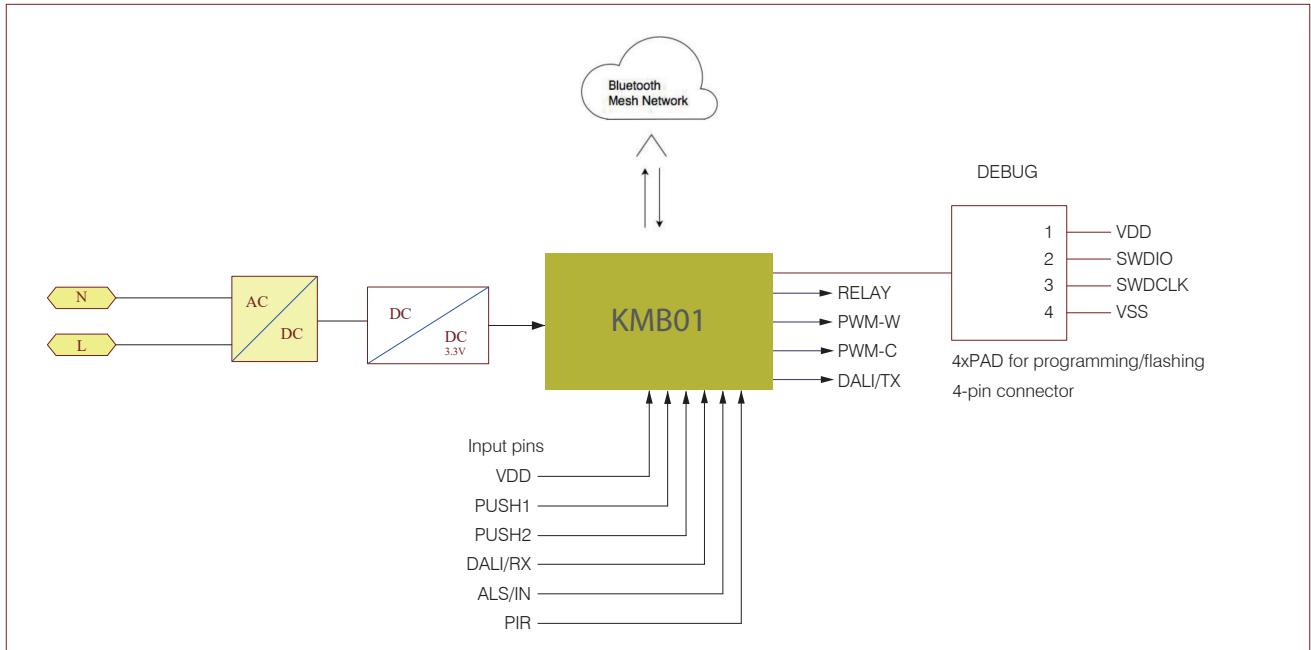 Bluetooth
Mesh Network
DEBUG
1 VDD
2 SWDIO
3 SWDCLK
4 VSS
4xPAD for programming/flashing
4-pin connector
N
L
AC
DC
DC
DC
3.3V
KMB01
RELAY
PWM-W
PWM-C
DALI/TX
Input pins
VDD
PUSH1
PUSH2
DALI/RX
ALS/IN
PIR